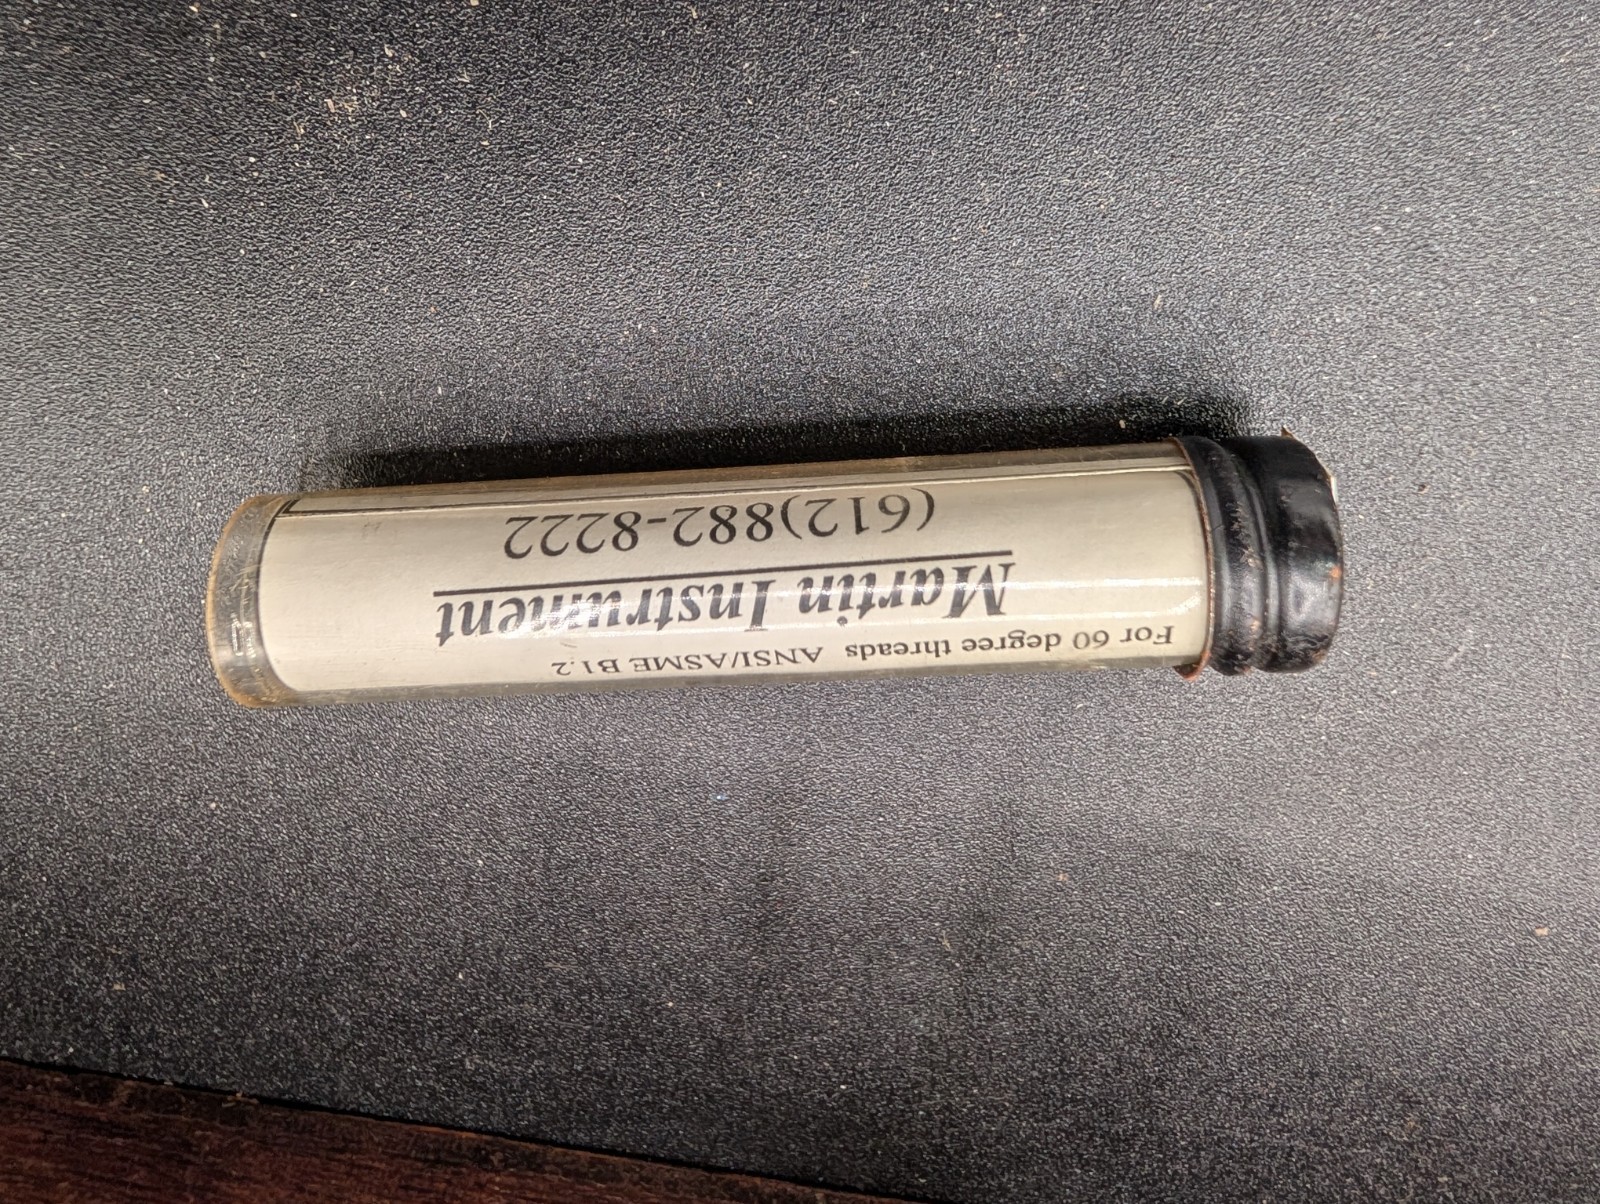 For 60 degree threads ANSI/ASME B1.2
Martin Instrument
(612)882-8222